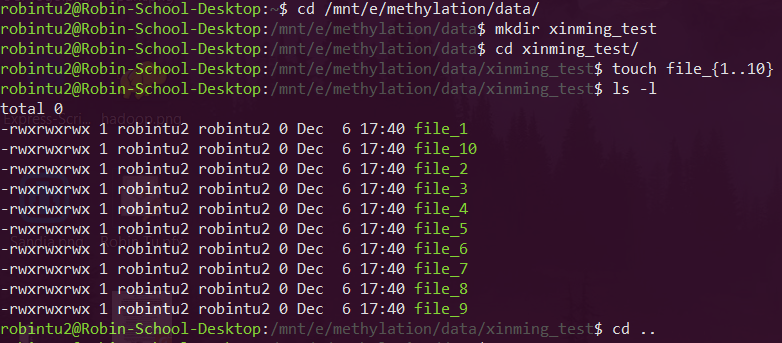 robintu2@Robin-School-Desktop:~$ cd /mnt/e/methylation/data/
robintu2@Robin-School-Desktop:/mnt/e/methylation/data$ mkdir xinming_test
robintu2@Robin-School-Desktop:/mnt/e/methylation/data$ cd xinming_test/
robintu2@Robin-School-Desktop:/mnt/e/methylation/data/xinming_test$ touch file_{1..10}
robintu2@Robin-School-Desktop:/mnt/e/methylation/data/xinming_test$ ls -l
total 0
-rwxrwxrwx 1 robintu2 robintu2 0 Dec  6 17:40 file_1
-rwxrwxrwx 1 robintu2 robintu2 0 Dec  6 17:40 file_10
-rwxrwxrwx 1 robintu2 robintu2 0 Dec  6 17:40 file_2
-rwxrwxrwx 1 robintu2 robintu2 0 Dec  6 17:40 file_3
-rwxrwxrwx 1 robintu2 robintu2 0 Dec  6 17:40 file_4
-rwxrwxrwx 1 robintu2 robintu2 0 Dec  6 17:40 file_5
-rwxrwxrwx 1 robintu2 robintu2 0 Dec  6 17:40 file_6
-rwxrwxrwx 1 robintu2 robintu2 0 Dec  6 17:40 file_7
-rwxrwxrwx 1 robintu2 robintu2 0 Dec  6 17:40 file_8
-rwxrwxrwx 1 robintu2 robintu2 0 Dec  6 17:40 file_9
robintu2@Robin-School-Desktop:/mnt/e/methylation/data/xinming_test$ cd ..